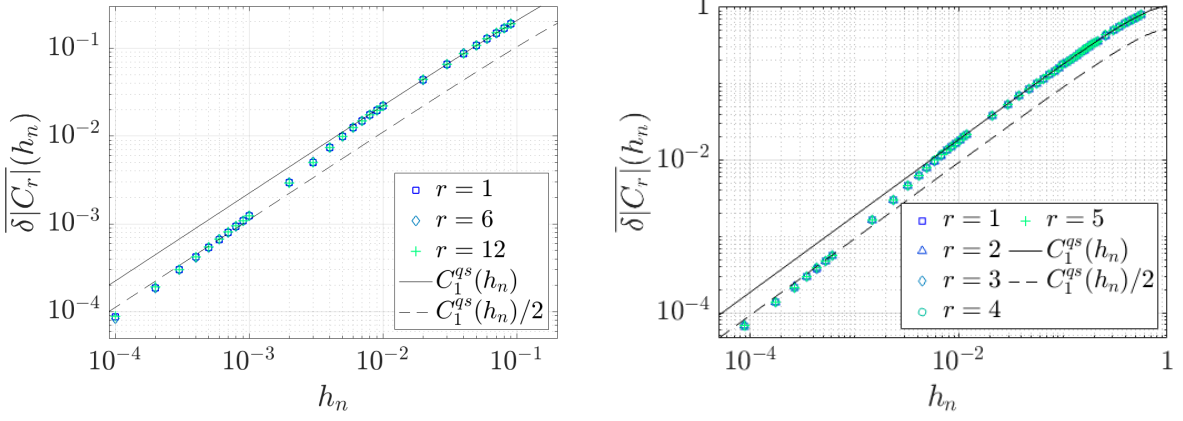 10^{-1}
10^{-2}
10^{-3}
10^{-4}
\overline{δ|C_r|}(h_n)
r = 1
r = 6
r = 12
C_1^{qs}(h_n)
C_1^{qs}(h_n)/2
10^{-4} 10^{-3} 10^{-2} 10^{-1}
h_n
1
10^{-2}
10^{-4}
\overline{δ|C_r|}(h_n)
r = 1 r = 5
r = 2 C_1^{qs}(h_n)
r = 3 C_1^{qs}(h_n)/2
r = 4
10^{-4} 10^{-2} 1
h_n